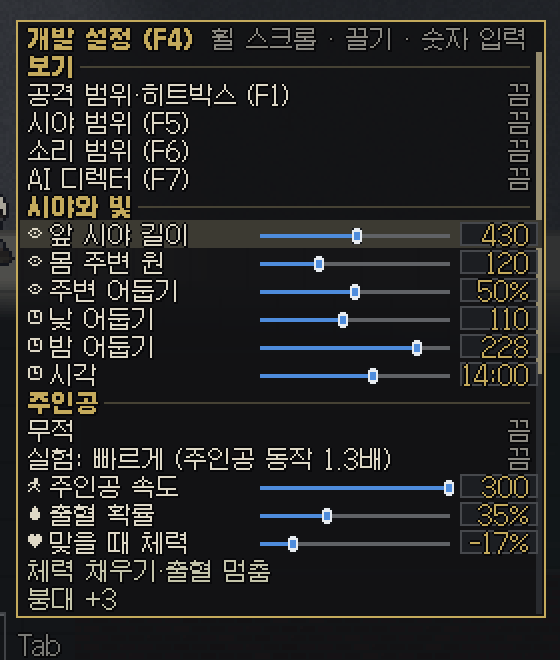 개발 설정 (F4) 휠 스크롤 · 끌기 · 숫자 입력
보기
공격 범위·히트박스 (F1) 끔
시야 범위 (F5) 끔
소리 범위 (F6) 끔
AI 디렉터 (F7) 끔
시야와 빛
앞 시야 길이 430
몸 주변 원 120
주변 어둡기 50%
낮 어둡기 110
밤 어둡기 228
시각 14:00
주인공
무적 끔
실험: 빠르게 (주인공 동작 1.3배) 끔
주인공 속도 300
출혈 확률 35%
맞을 때 체력 -17%
체력 채우기·출혈 멈춤
붕대 +3
Tab